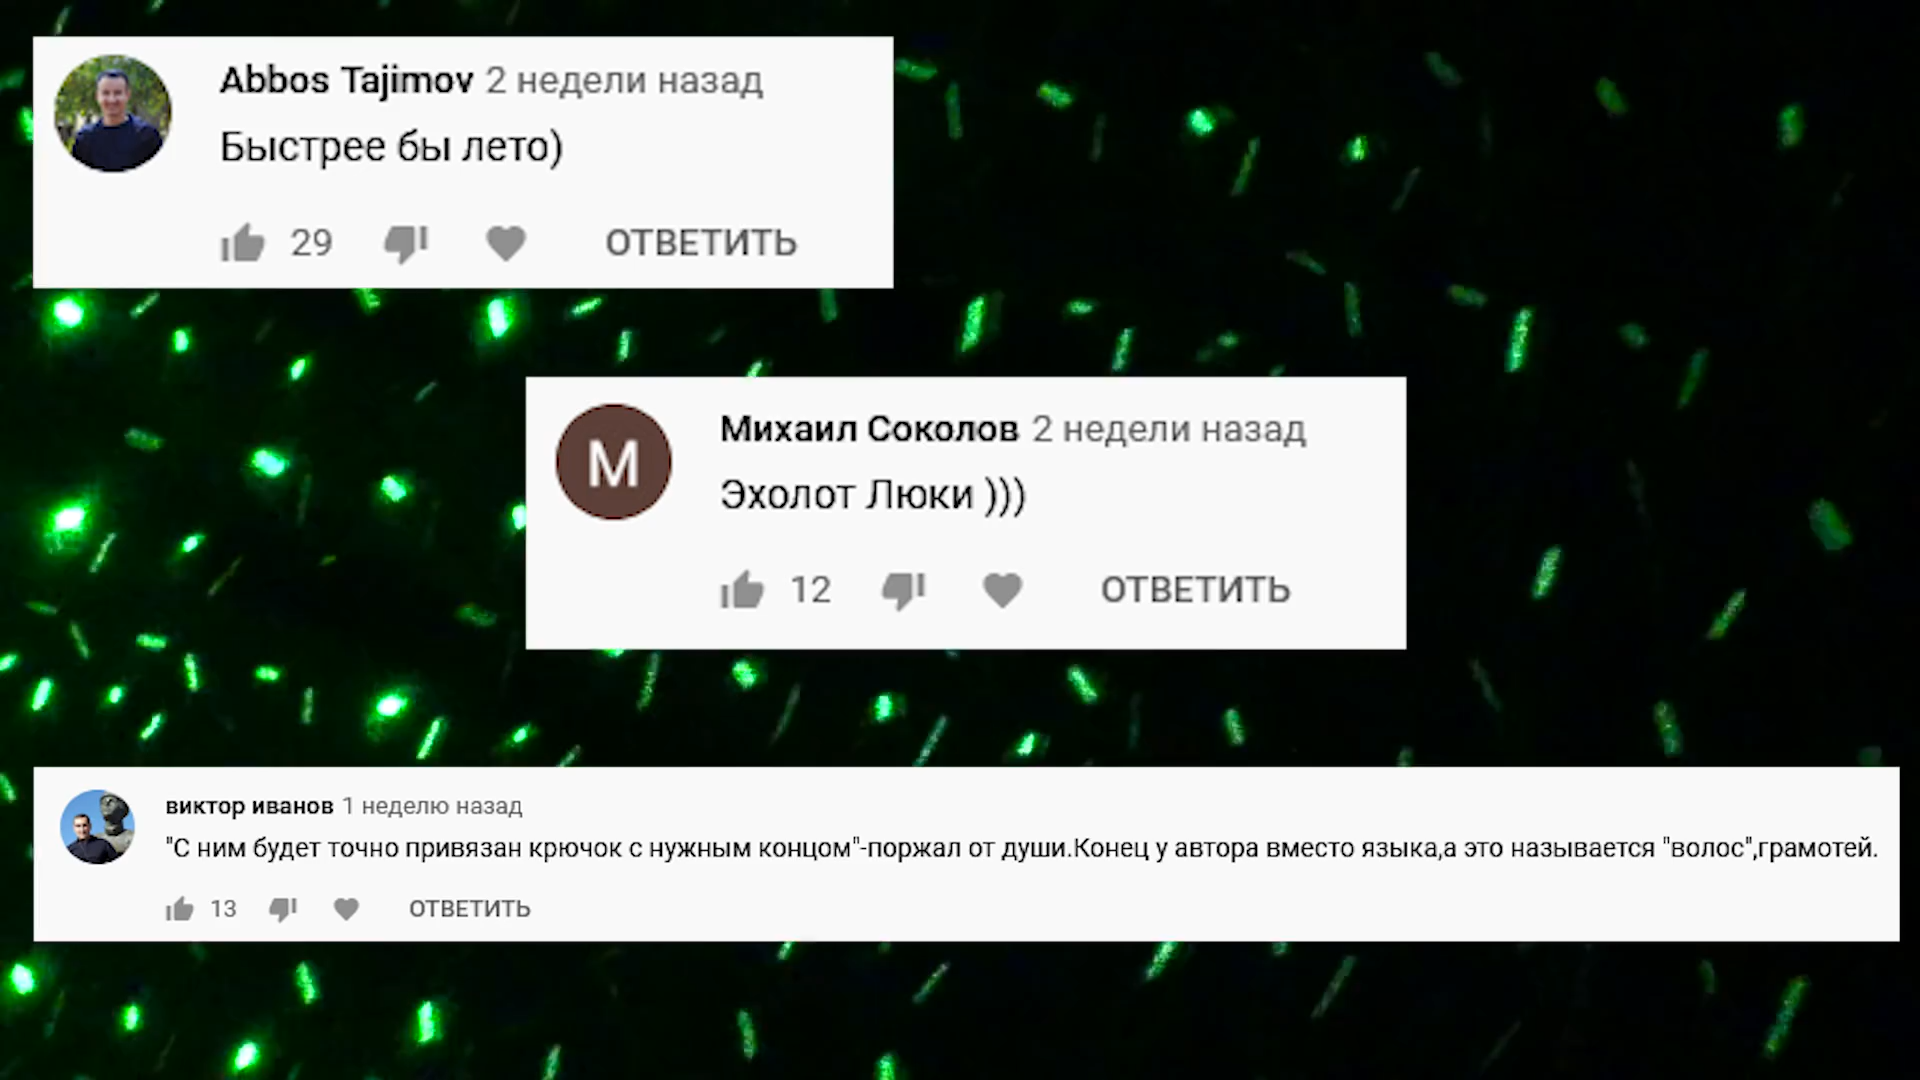 Abbos Tajimov 2 недели назад
Быстрее бы лето)
29 ОТВЕТИТЬ
М
Михаил Соколов 2 недели назад
Эхолот Люки )))
12 ОТВЕТИТЬ
виктор иванов 1 неделю назад
"С ним будет точно привязан крючок с нужным концом"-поржал от души.Конец у автора вместо языка,а это называется "волос",грамотей.
13 ОТВЕТИТЬ